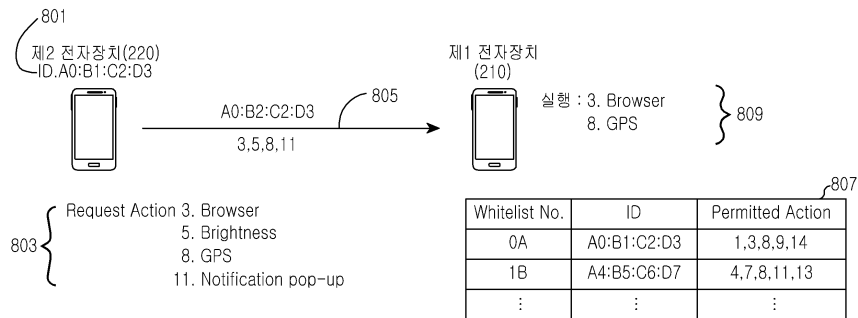 801
제2 전자장치(220)
ID.A0:B1:C2:D3
A0:B2:C2:D3
805
3,5,8,11
제1 전자장치
(210)
실행 : 3. Browser
8. GPS
809
803
Request Action 3. Browser
5. Brightness
8. GPS
11. Notification pop-up
807
Whitelist No. ID Permitted Action
0A A0:B1:C2:D3 1,3,8,9,14
1B A4:B5:C6:D7 4,7,8,11,13
⋮ ⋮ ⋮